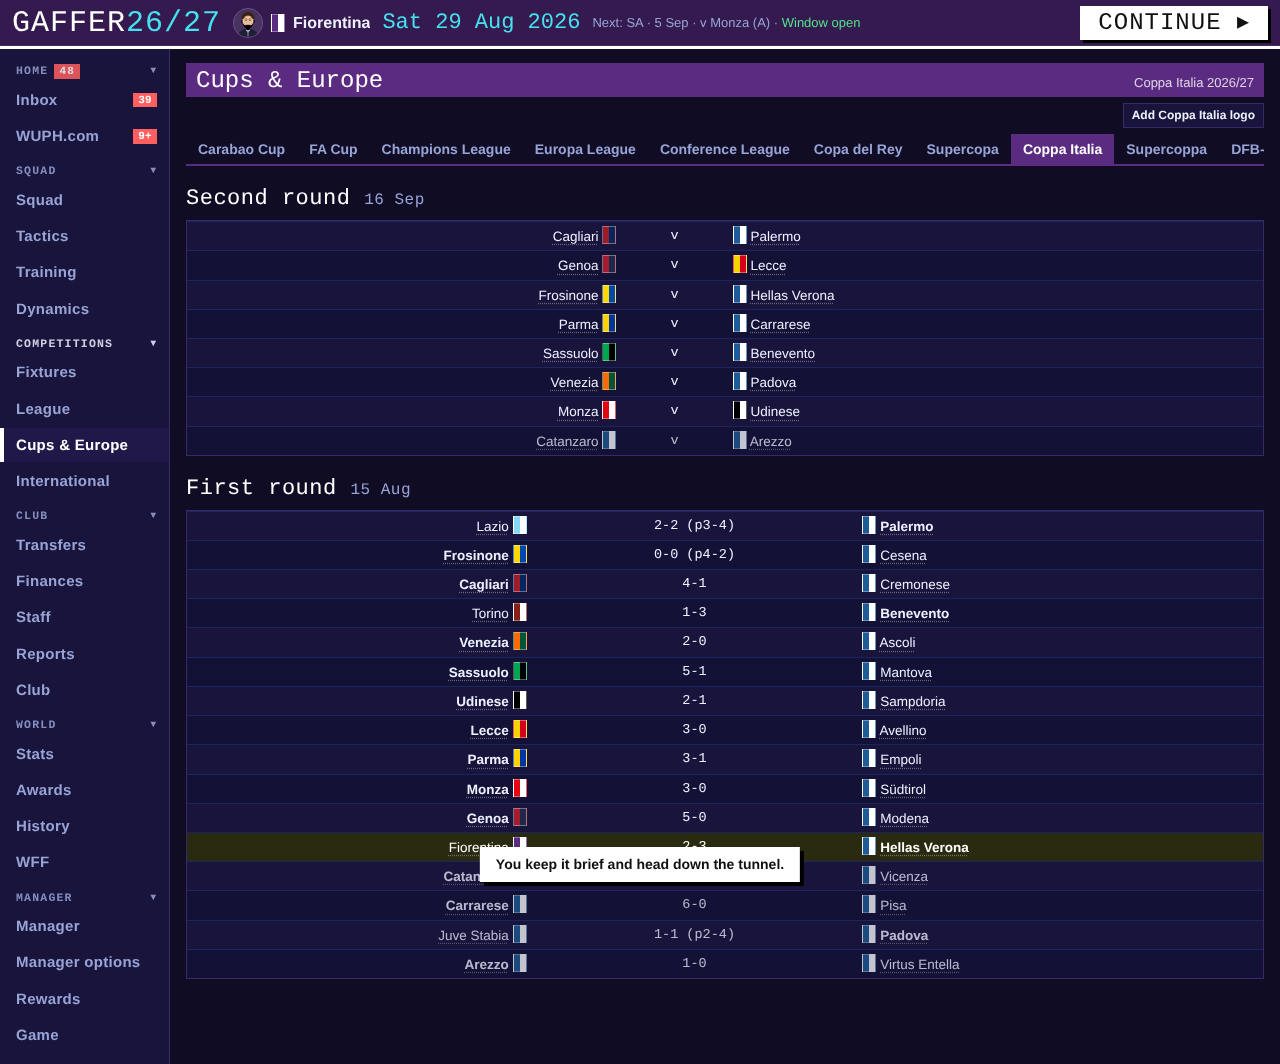 GAFFER26/27 Fiorentina Sat 29 Aug 2026 Next: SA · 5 Sep · v Monza (A) · Window open CONTINUE ►
HOME 48 ▼
Inbox 39
WUPH.com 9+
SQUAD ▼
Squad
Tactics
Training
Dynamics
COMPETITIONS ▼
Fixtures
League
Cups & Europe
International
CLUB ▼
Transfers
Finances
Staff
Reports
Club
WORLD ▼
Stats
Awards
History
WFF
MANAGER ▼
Manager
Manager options
Rewards
Game
Cups & Europe Coppa Italia 2026/27
Add Coppa Italia logo
Carabao Cup FA Cup Champions League Europa League Conference League Copa del Rey Supercopa Coppa Italia Supercoppa DFB-
Second round 16 Sep
Cagliari v Palermo
Genoa v Lecce
Frosinone v Hellas Verona
Parma v Carrarese
Sassuolo v Benevento
Venezia v Padova
Monza v Udinese
Catanzaro v Arezzo
First round 15 Aug
Lazio 2-2 (p3-4) Palermo
Frosinone 0-0 (p4-2) Cesena
Cagliari 4-1 Cremonese
Torino 1-3 Benevento
Venezia 2-0 Ascoli
Sassuolo 5-1 Mantova
Udinese 2-1 Sampdoria
Lecce 3-0 Avellino
Parma 3-1 Empoli
Monza 3-0 Südtirol
Genoa 5-0 Modena
Fiorentina 2-3 Hellas Verona
You keep it brief and head down the tunnel.
Vicenza
Carrarese 6-0 Pisa
Juve Stabia 1-1 (p2-4) Padova
Arezzo 1-0 Virtus Entella